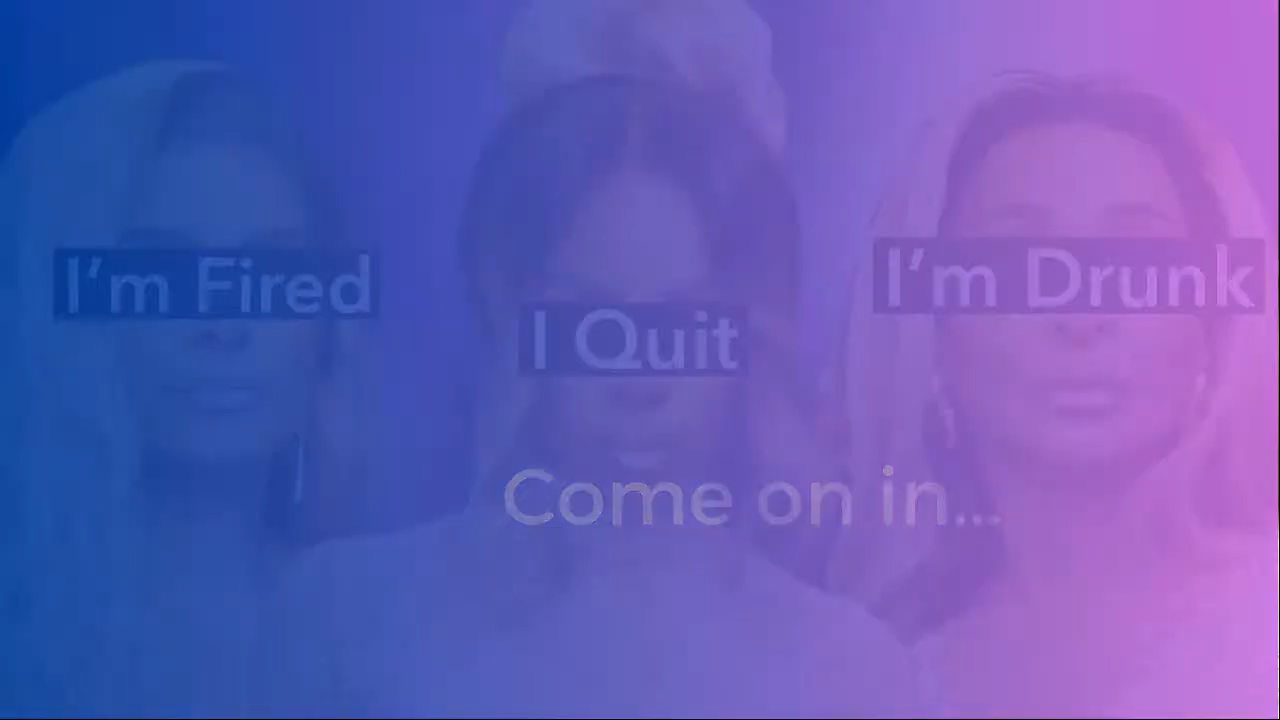 I’m Fired
I Quit
I’m Drunk
Come on in...